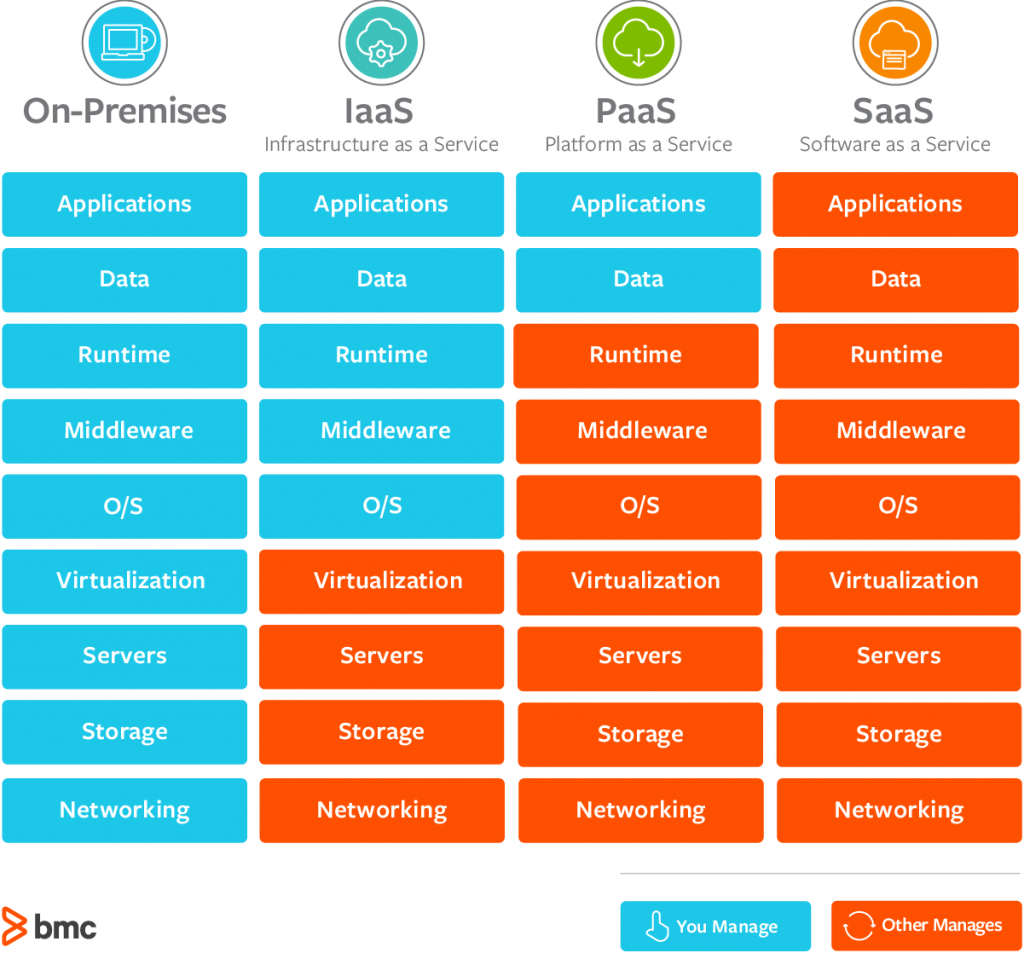 On-Premises
IaaS
Infrastructure as a Service
PaaS
Platform as a Service
SaaS
Software as a Service
Applications
Applications
Applications
Applications
Data
Data
Data
Data
Runtime
Runtime
Runtime
Runtime
Middleware
Middleware
Middleware
Middleware
O/S
O/S
O/S
O/S
Virtualization
Virtualization
Virtualization
Virtualization
Servers
Servers
Servers
Servers
Storage
Storage
Storage
Storage
Networking
Networking
Networking
Networking
bmc
You Manage
Other Manages